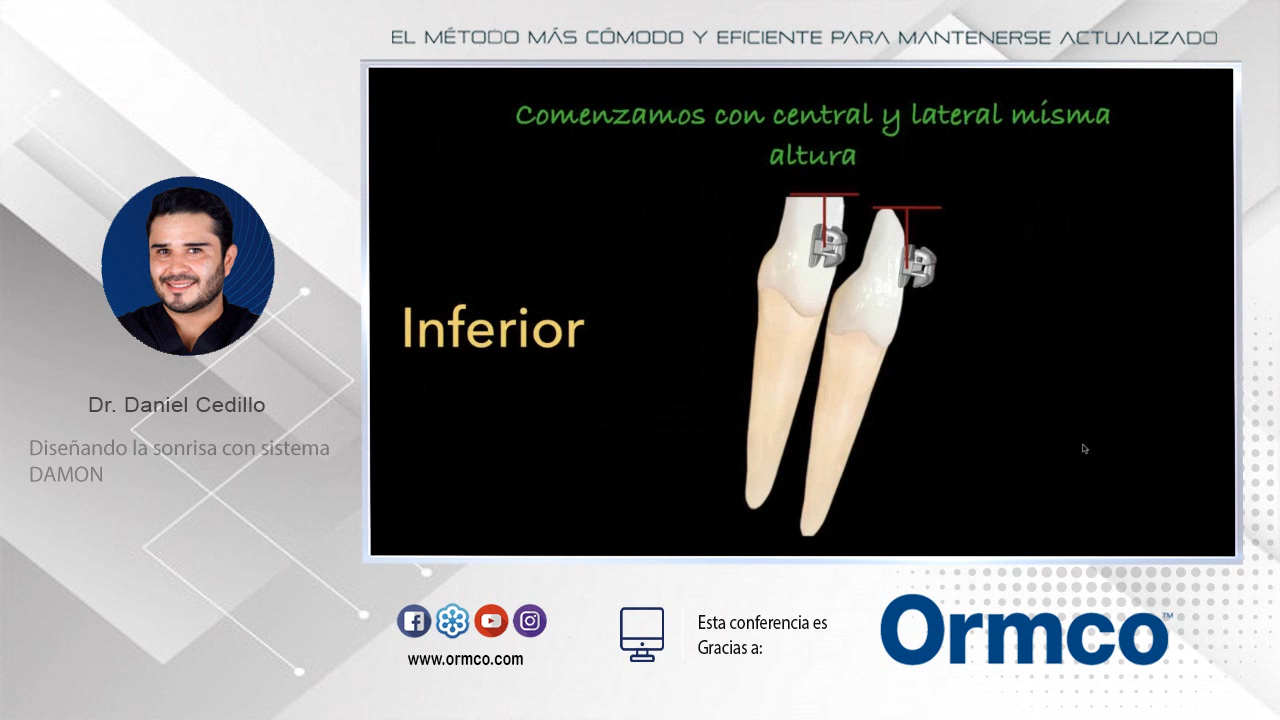 EL MÉTODO MÁS CÓMODO Y EFICIENTE PARA MANTENERSE ACTUALIZADO
Comenzamos con central y lateral misma
altura
Inferior
Dr. Daniel Cedillo
Diseñando la sonrisa con sistema
DAMON
www.ormco.com
Esta conferencia es
Gracias a:
Ormco™